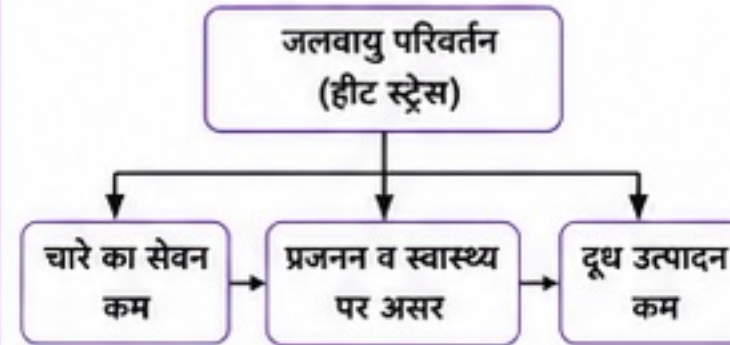 जलवायु परिवर्तन
(हीट स्ट्रेस)
चारे का सेवन
कम
प्रजनन व स्वास्थ्य
पर असर
दूध उत्पादन
कम